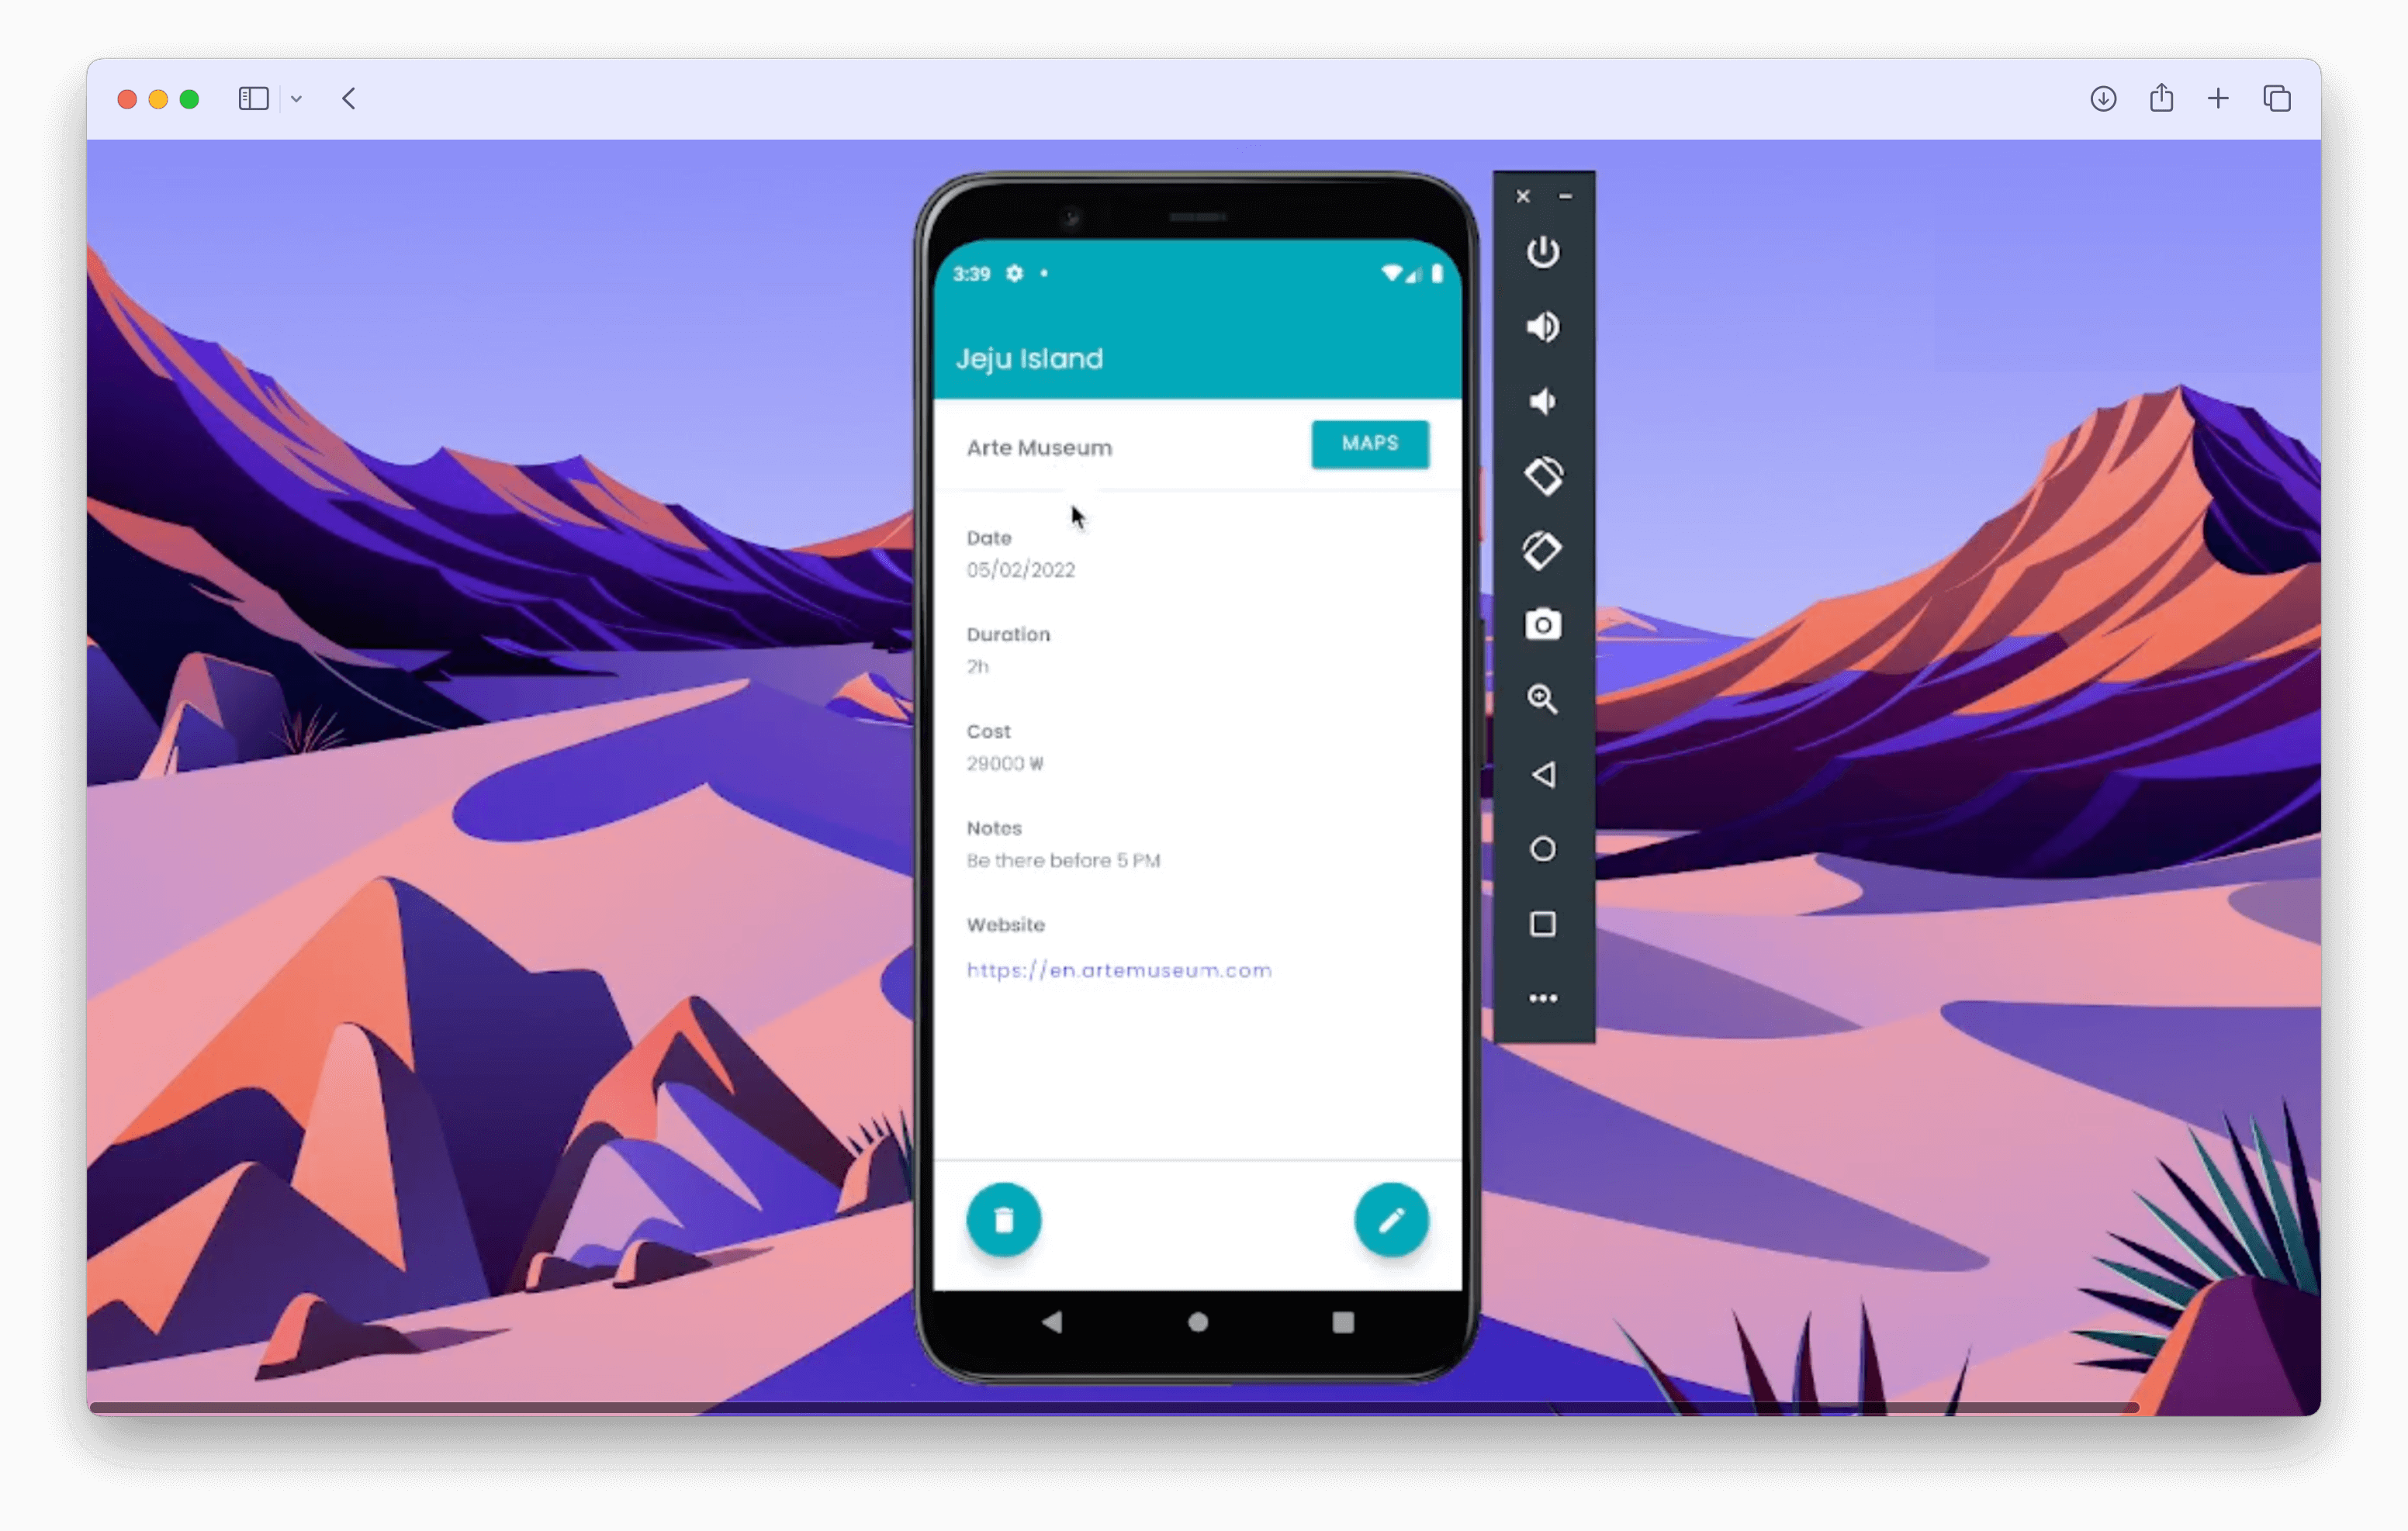 3:39
Jeju Island
Arte Museum
MAPS
Date
05/02/2022
Duration
2h
Cost
29000 ₩
Notes
Be there before 5 PM
Website
https://en.artemuseum.com